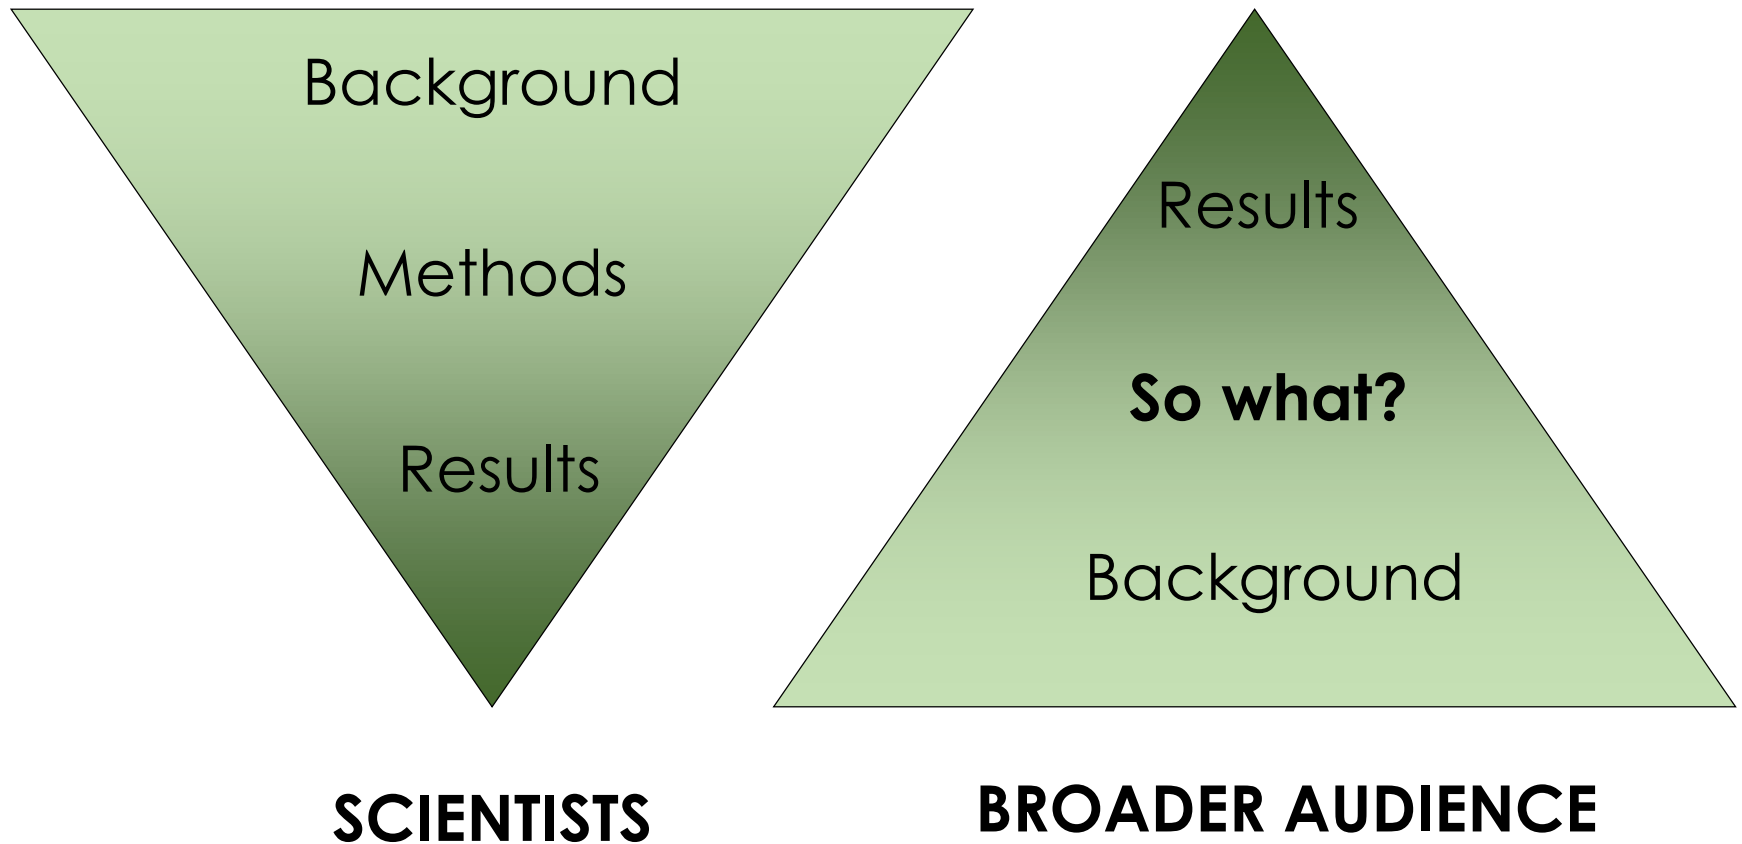 Background
Methods
Results
SCIENTISTS
Results
So what?
Background
BROADER AUDIENCE